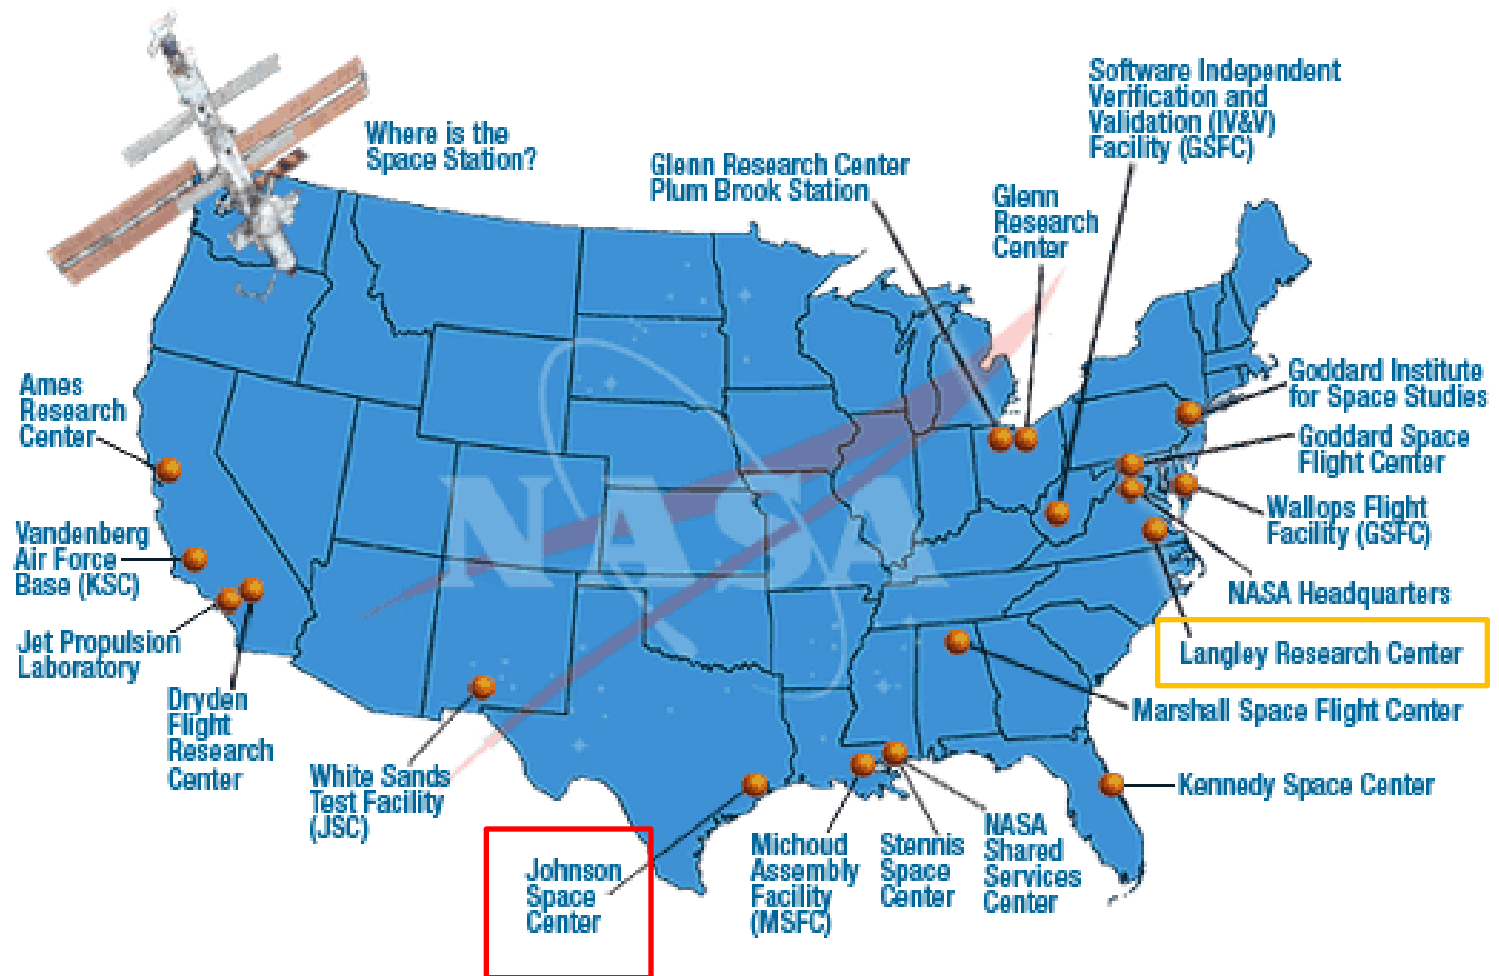 Where is the
Space Station?
Software Independent
Verification and
Validation (IV&V)
Facility (GSFC)
Glenn Research Center
Plum Brook Station
Glenn
Research
Center
Ames
Research
Center
Goddard Institute
for Space Studies
Goddard Space
Flight Center
Wallops Flight
Facility (GSFC)
NASA
Vandenberg
Air Force
Base (KSC)
NASA Headquarters
Jet Propulsion
Laboratory
Langley Research Center
Dryden
Flight
Research
Center
Marshall Space Flight Center
White Sands
Test Facility
(JSC)
Kennedy Space Center
Johnson
Space
Center
Michoud
Assembly
Facility
(MSFC)
Stennis
Space
Center
NASA
Shared
Services
Center